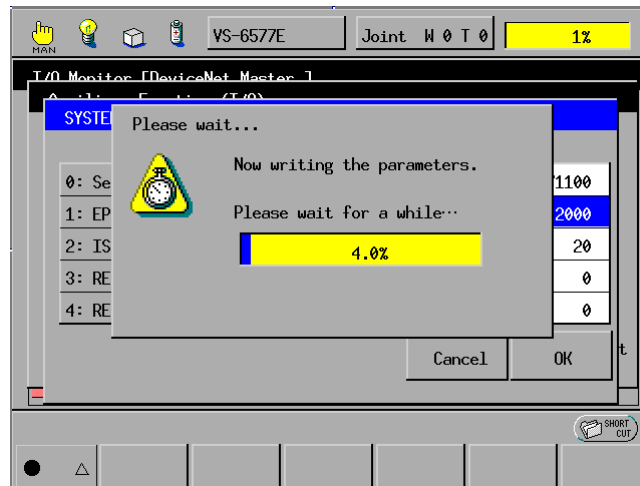 MAN
VS-6577E
Joint W 0 T 0
1%
I/O Monitor [DeviceNet Master ]
(I/O)
SYSTE
Please wait...
Now writing the parameters.
Please wait for a while…
4.0%
0: Se
1100
1: EP
2000
2: IS
20
3: RE
0
4: RE
0
Cancel
OK
t
SHORT
CUT